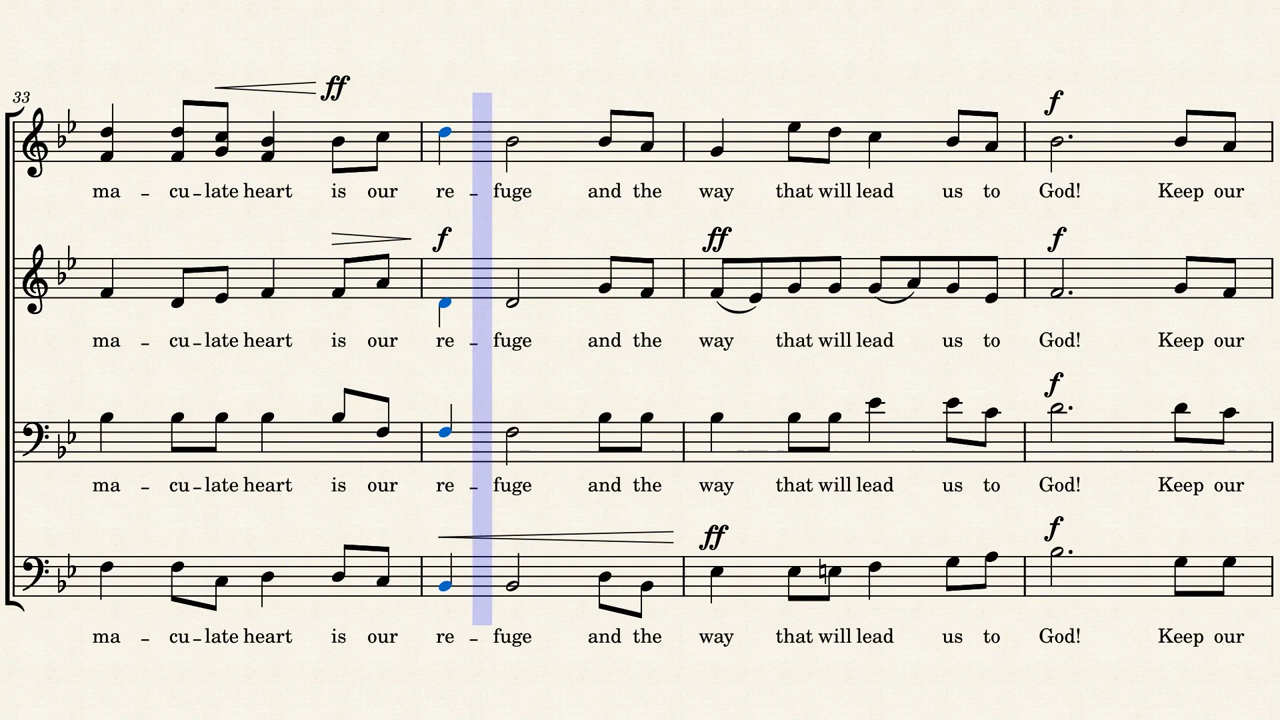 33
ff
ma - cu - late heart is our re - fuge and the way that will lead us to God! Keep our
f
f ff f
ma - cu - late heart is our re - fuge and the way that will lead us to God! Keep our
f
ma - cu - late heart is our re - fuge and the way that will lead us to God! Keep our
ff f
ma - cu - late heart is our re - fuge and the way that will lead us to God! Keep our